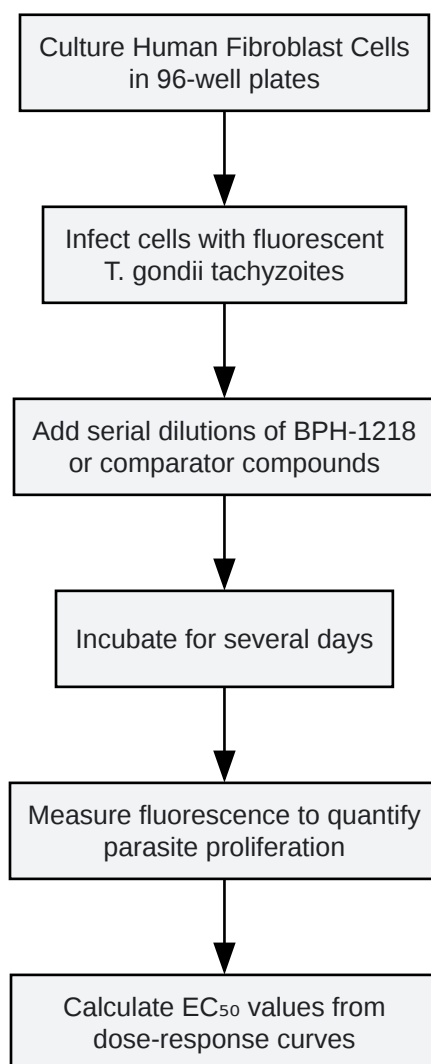 Culture Human Fibroblast Cells
in 96-well plates
Infect cells with fluorescent
T. gondii tachyzoites
Add serial dilutions of BPH-1218
or comparator compounds
Incubate for several days
Measure fluorescence to quantify
parasite proliferation
Calculate EC₅₀ values from
dose-response curves